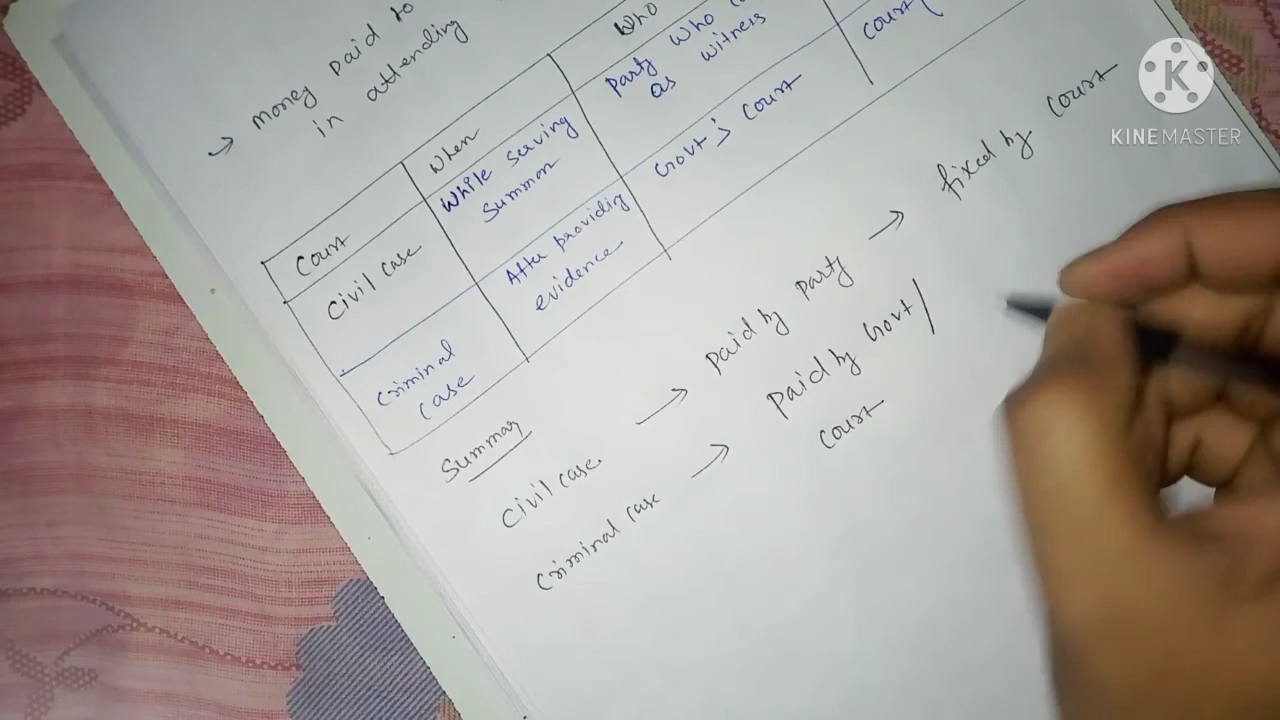 → Money paid to
in attending
Court When Who
Civil case While serving Summon Party who as witness Court
Criminal case After providing evidence Govt; Court
Summary
Civil case → paid by party → fixed by court
Criminal case → Paid by Govt/
Court
KINEMASTER